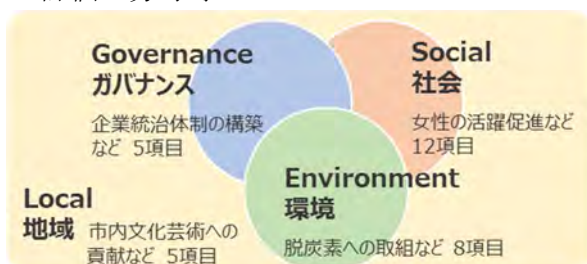 Governance
ガバナンス
企業統治体制の構築
など 5項目
Social
社会
女性の活躍促進など
12項目
Environment
環境
脱炭素への取組など 8項目
Local
地域
市内文化芸術への
貢献など 5項目